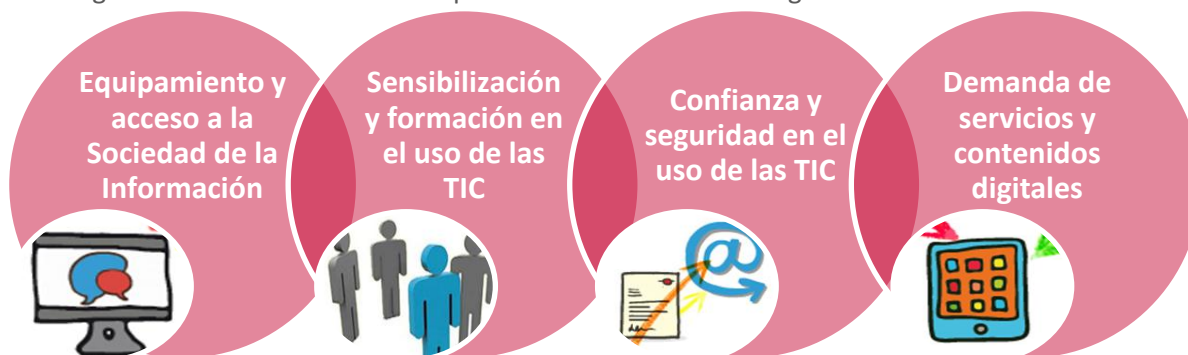 Equipamiento y
acceso a la
Sociedad de la
Información
Sensibilización
y formación en
el uso de las
TIC
Confianza y
seguridad en el
uso de las TIC
Demanda de
servicios y
contenidos
digitales